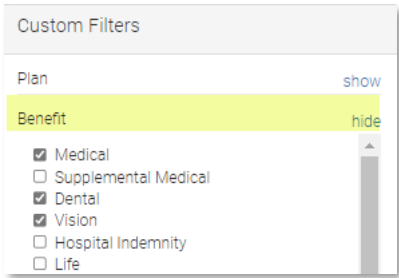 Custom Filters
Plan show
Benefit hide
Medical
Supplemental Medical
Dental
Vision
Hospital Indemnity
Life